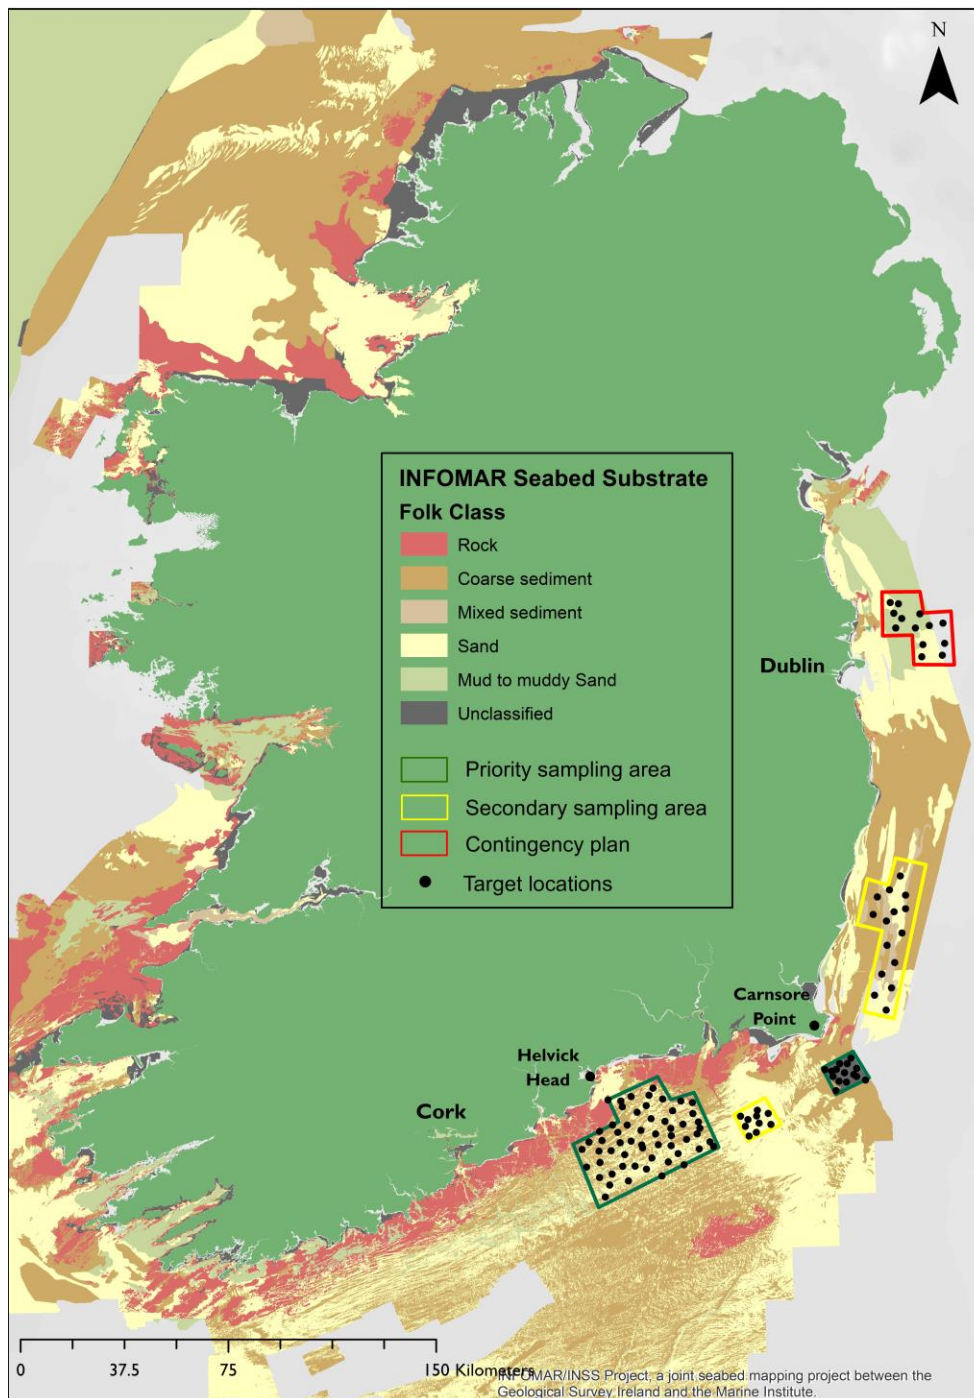 N
INFOMAR Seabed Substrate
Folk Class
Rock
Coarse sediment
Mixed sediment
Sand
Mud to muddy Sand
Unclassified
Priority sampling area
Secondary sampling area
Contingency plan
Target locations
Dublin
Carnsore
Point
Helvick
Head
Cork
0 37.5 75 150 Kilometers
INFOMAR/INSS Project, a joint seabed mapping project between the
Geological Survey Ireland and the Marine Institute.